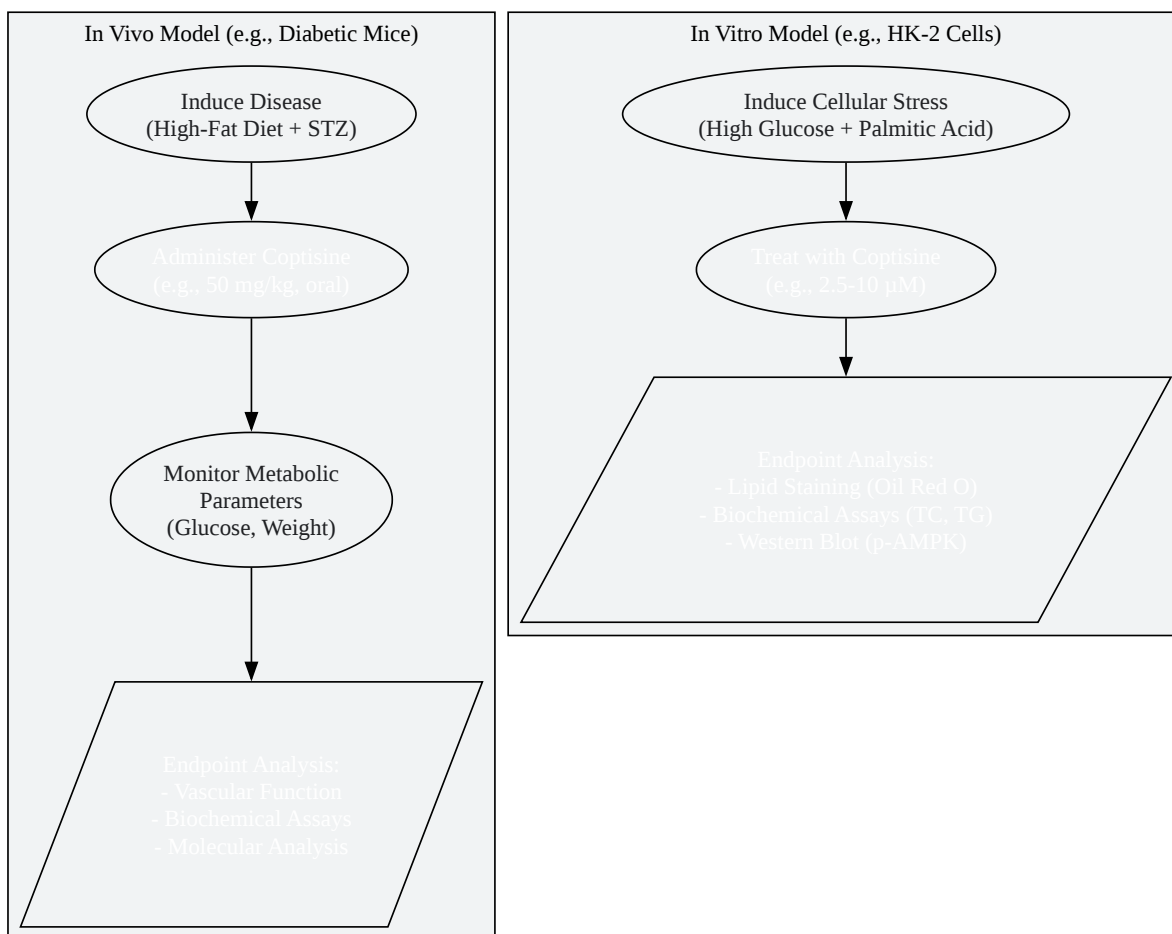 In Vivo Model (e.g., Diabetic Mice)
Induce Disease
(High-Fat Diet + STZ)
Administer Coptisine
(e.g., 50 mg/kg, oral)
Monitor Metabolic
Parameters
(Glucose, Weight)
Endpoint Analysis:
- Vascular Function
- Biochemical Assays
- Molecular Analysis
In Vitro Model (e.g., HK-2 Cells)
Induce Cellular Stress
(High Glucose + Palmitic Acid)
Treat with Coptisine
(e.g., 2.5-10 µM)
Endpoint Analysis:
- Lipid Staining (Oil Red O)
- Biochemical Assays (TC, TG)
- Western Blot (p-AMPK)